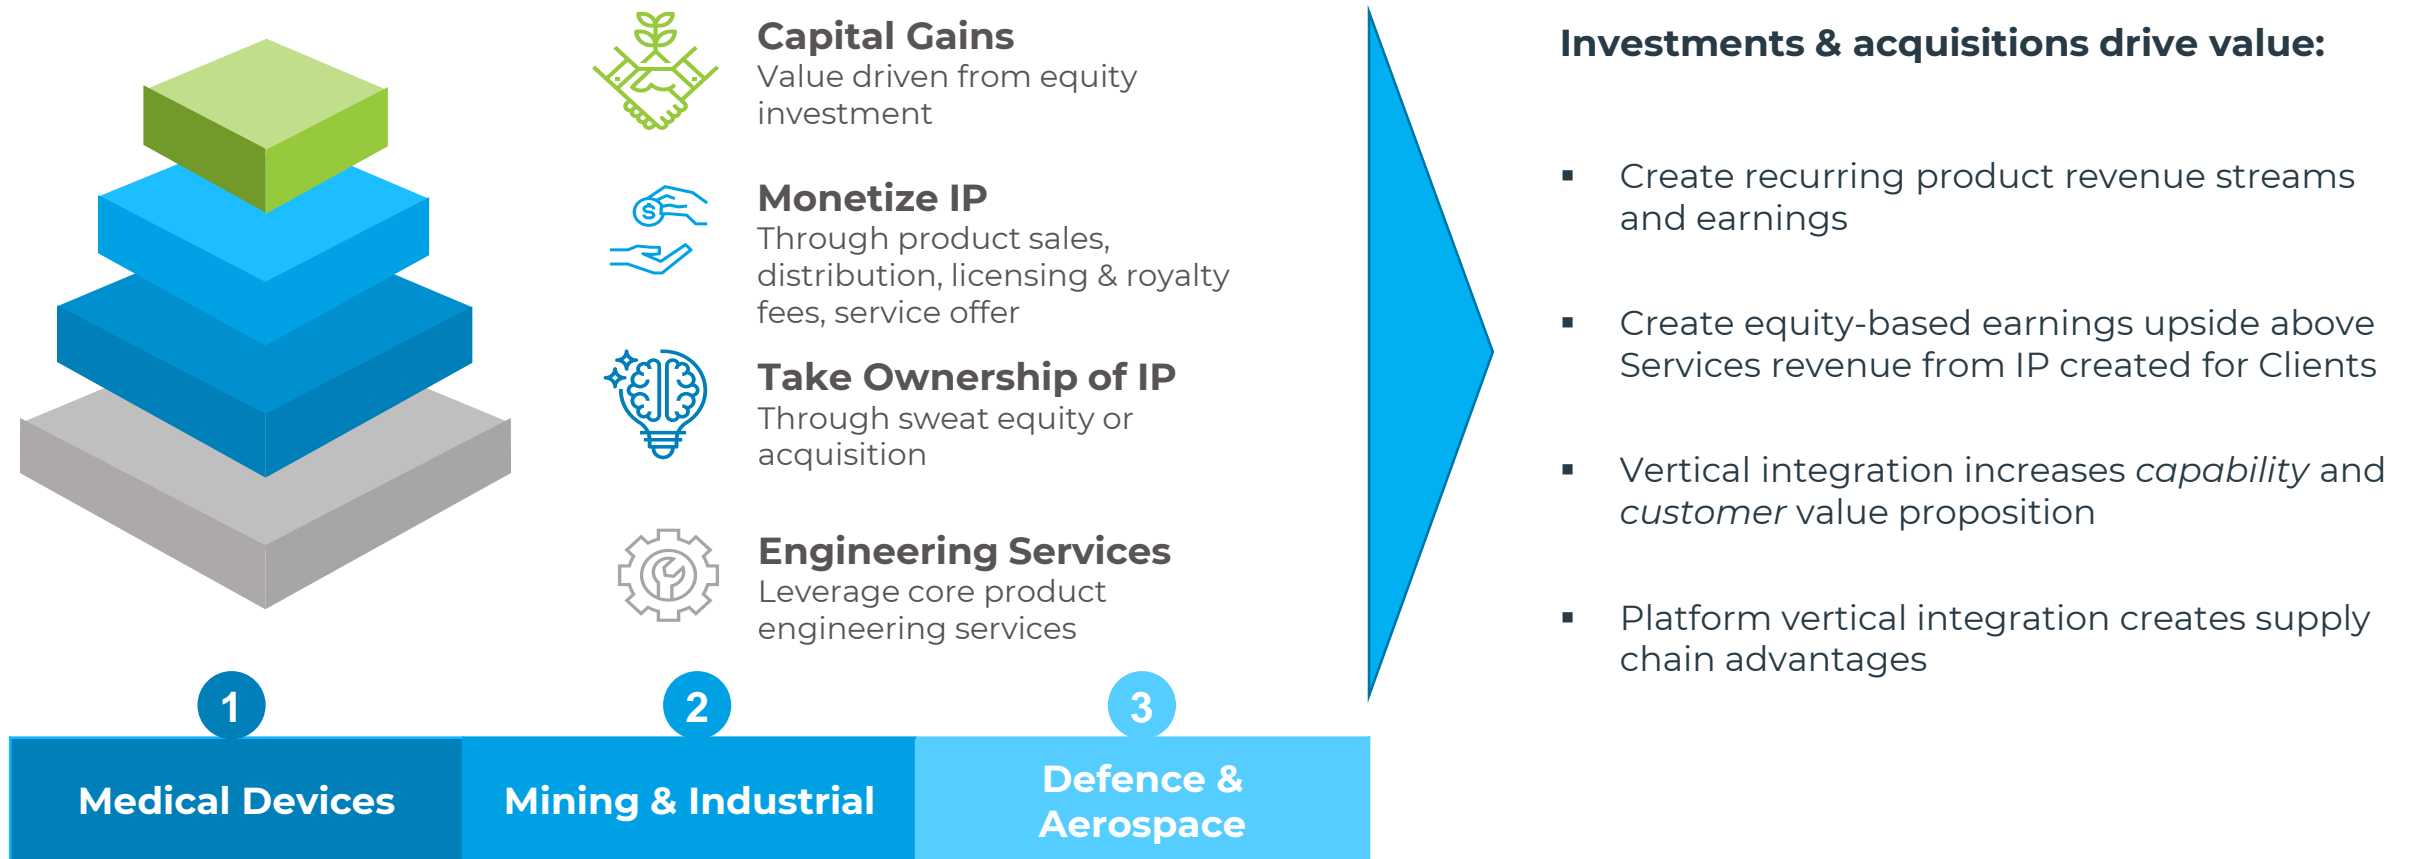 Capital Gains
Value driven from equity
investment
Monetize IP
$
Through product sales,
distribution, licensing & royalty
fees, service offer
Take Ownership of IP
Through sweat equity or
acquisition
Engineering Services
Leverage core product
engineering services
1
2
3
Medical Devices
Mining & Industrial
Defence &
Aerospace
Investments & acquisitions drive value:
▪ Create recurring product revenue streams
and earnings
▪ Create equity-based earnings upside above
Services revenue from IP created for Clients
▪ Vertical integration increases capability and
customer value proposition
▪ Platform vertical integration creates supply
chain advantages